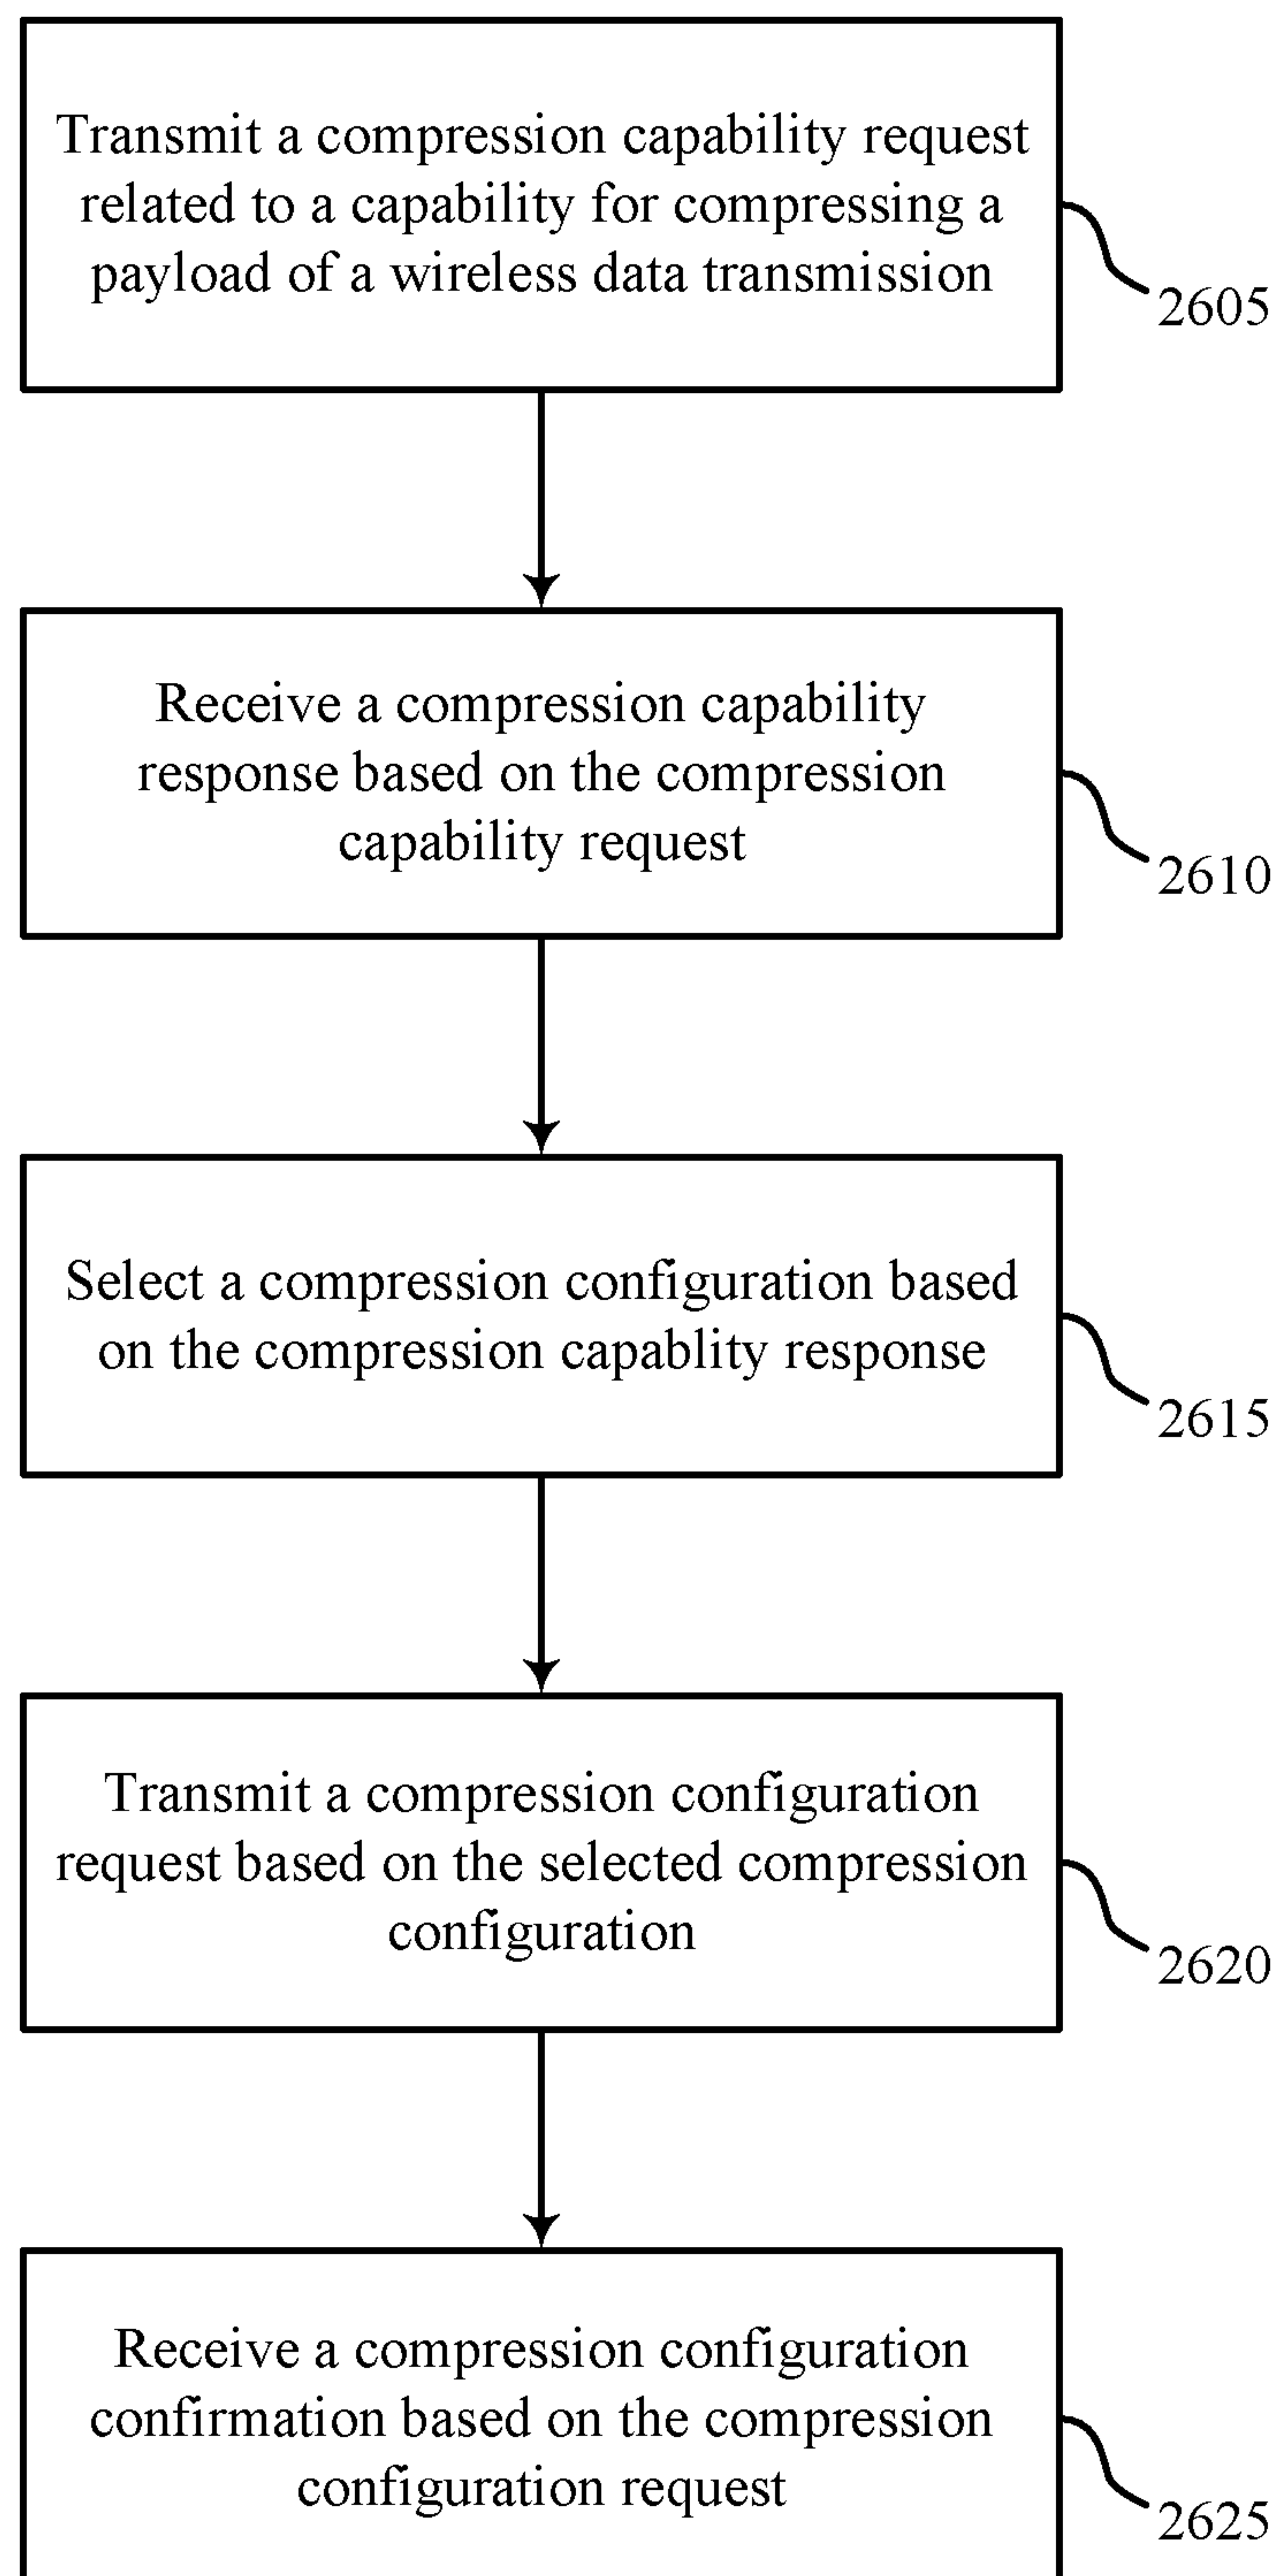 Transmit a compression capability request
related to a capability for compressing a
payload of a wireless data transmission
2605
Receive a compression capability
response based on the compression
capability request
2610
Select a compression configuration based
on the compression capablity response
2615
Transmit a compression configuration
request based on the selected compression
configuration
2620
Receive a compression configuration
confirmation based on the compression
configuration request
2625